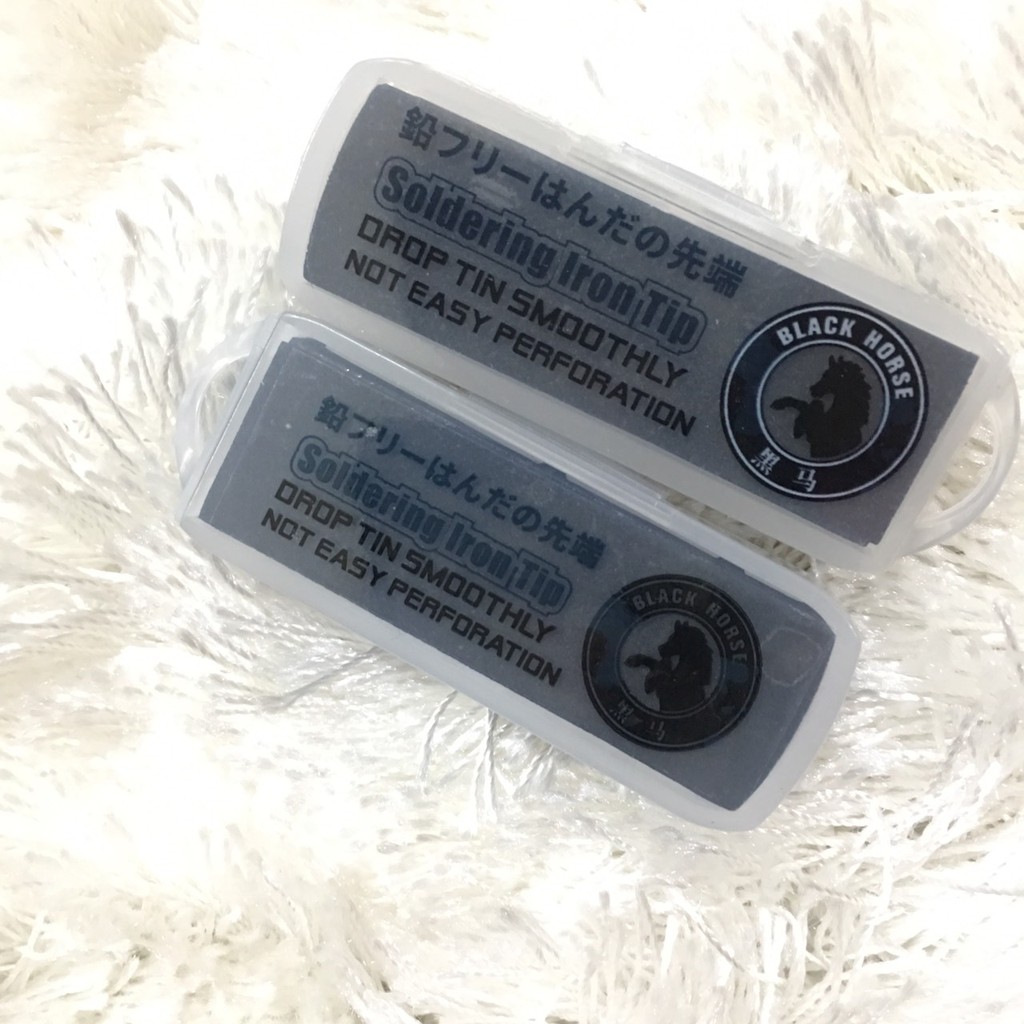 鉛フリーはんだの先端
Soldering Iron Tip
DROP TIN SMOOTHLY
NOT EASY PERFORATION
BLACK HORSE
黑马
鉛フリーはんだの先端
Soldering Iron Tip
DROP TIN SMOOTHLY
NOT EASY PERFORATION
BLACK HORSE
黑马